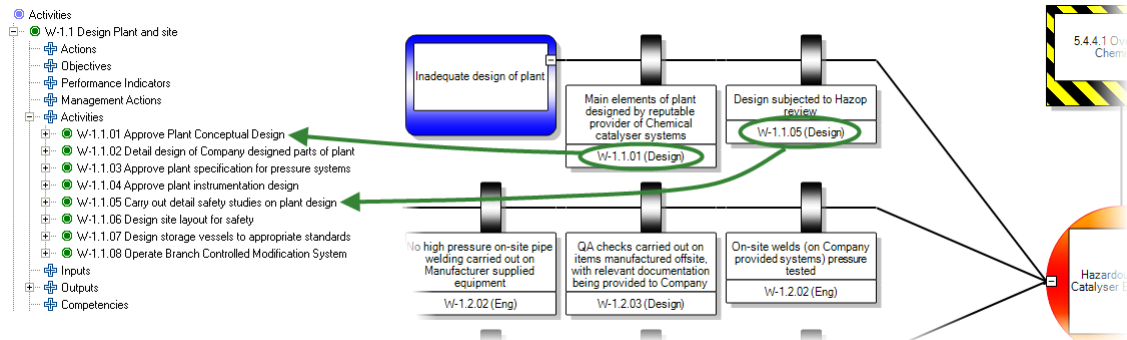 Activities
W-1.1 Design Plant and site
Actions
Objectives
Performance Indicators
Management Actions
Activities
W-1.1.01 Approve Plant Conceptual Design
W-1.1.02 Detail design of Company designed parts of plant
W-1.1.03 Approve plant specification for pressure systems
W-1.1.04 Approve plant instrumentation design
W-1.1.05 Carry out detail safety studies on plant design
W-1.1.06 Design site layout for safety
W-1.1.07 Design storage vessels to appropriate standards
W-1.1.08 Operate Branch Controlled Modification System
Inputs
Outputs
Competencies
Inadequate design of plant
Main elements of plant
designed by reputable
provider of Chemical
catalyser systems
W-1.1.01 (Design)
Design subjected to Hazop
review
W-1.1.05 (Design)
5.4.4.1
No high pressure on-site pipe
welding carried out on
Manufacturer supplied
equipment
W-1.2.02 (Eng)
QA checks carried out on
items manufactured offsite,
with relevant documentation
being provided to Company
W-1.2.03 (Design)
On-site welds (on Company
provided systems) pressure
tested
W-1.2.02 (Eng)
Catalyser